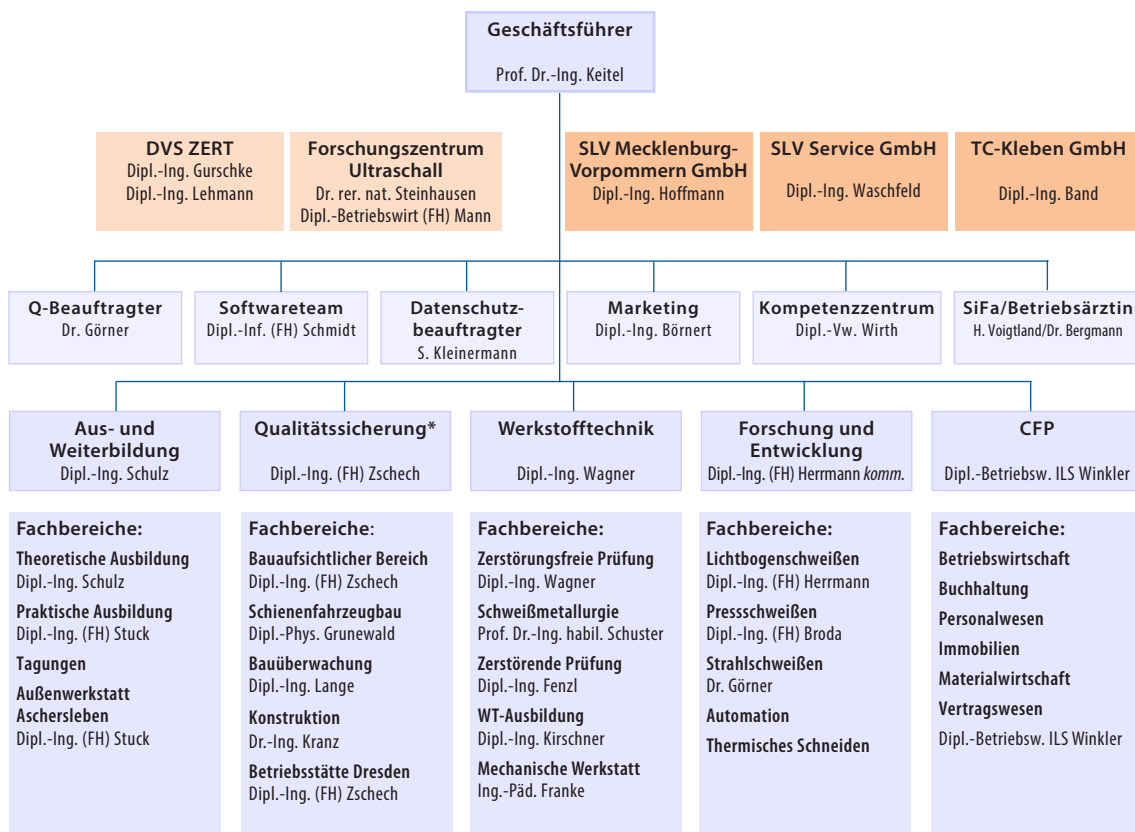 Geschäftsführer
Prof. Dr.-Ing. Keitel
DVS ZERT
Dipl.-Ing. Gurschke
Dipl.-Ing. Lehmann
Forschungszentrum
Ultraschall
Dr. rer. nat. Steinhausen
Dipl.-Betriebswirt (FH) Mann
SLV Mecklenburg-
Vorpommern GmbH
Dipl.-Ing. Hoffmann
SLV Service GmbH
Dipl.-Ing. Waschfeld
TC-Kleben GmbH
Dipl.-Ing. Band
Q-Beauftragter
Dr. Görner
Softwareteam
Dipl.-Inf. (FH) Schmidt
Datenschutz-
beauftragter
S. Kleinermann
Marketing
Dipl.-Ing. Börnert
Kompetenzzentrum
Dipl.-Vw. Wirth
SiFa/Betriebsärztin
H. Voigtland/Dr. Bergmann
Aus- und
Weiterbildung
Dipl.-Ing. Schulz
Qualitätssicherung*
Dipl.-Ing. (FH) Zschech
Werkstofftechnik
Dipl.-Ing. Wagner
Forschung und
Entwicklung
Dipl.-Ing. (FH) Herrmann komm.
CFP
Dipl.-Betriebsw. ILS Winkler
Fachbereiche:
Theoretische Ausbildung
Dipl.-Ing. Schulz
Praktische Ausbildung
Dipl.-Ing. (FH) Stuck
Tagungen
Außenwerkstatt
Aschersleben
Dipl.-Ing. (FH) Stuck
Fachbereiche:
Bauaufsichtlicher Bereich
Dipl.-Ing. (FH) Zschech
Schienenfahrzeugbau
Dipl.-Phys. Grunewald
Bauüberwachung
Dipl.-Ing. Lange
Konstruktion
Dr.-Ing. Kranz
Betriebsstätte Dresden
Dipl.-Ing. (FH) Zschech
Fachbereiche:
Zerstörungsfreie Prüfung
Dipl.-Ing. Wagner
Schweißmetallurgie
Prof. Dr.-Ing. habil. Schuster
Zerstörende Prüfung
Dipl.-Ing. Fenzl
WT-Ausbildung
Dipl.-Ing. Kirschner
Mechanische Werkstatt
Ing.-Päd. Franke
Fachbereiche:
Lichtbogenschweißen
Dipl.-Ing. (FH) Herrmann
Pressschweißen
Dipl.-Ing. (FH) Broda
Strahlschweißen
Dr. Görner
Automation
Thermisches Schneiden
Fachbereiche:
Betriebswirtschaft
Buchhaltung
Personalwesen
Immobilien
Materialwirtschaft
Vertragswesen
Dipl.-Betriebsw. ILS Winkler